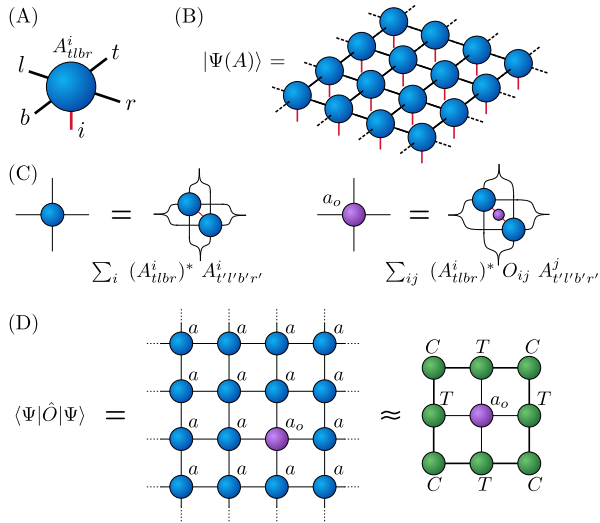 (A)
A^i_{tlbr}
l
t
b
r
i
(B)
|Ψ(A)⟩ =
(C)
=
a_o
=
∑_i (A^i_{tlbr})^* A^i_{t'l'b'r'}
∑_{ij} (A^i_{tlbr})^* O_{ij} A^j_{t'l'b'r'}
(D)
a a a a
a a a a
⟨Ψ|Ô|Ψ⟩ =
a a a_o a
a a a a
≈
C T C
T a_o T
C T C